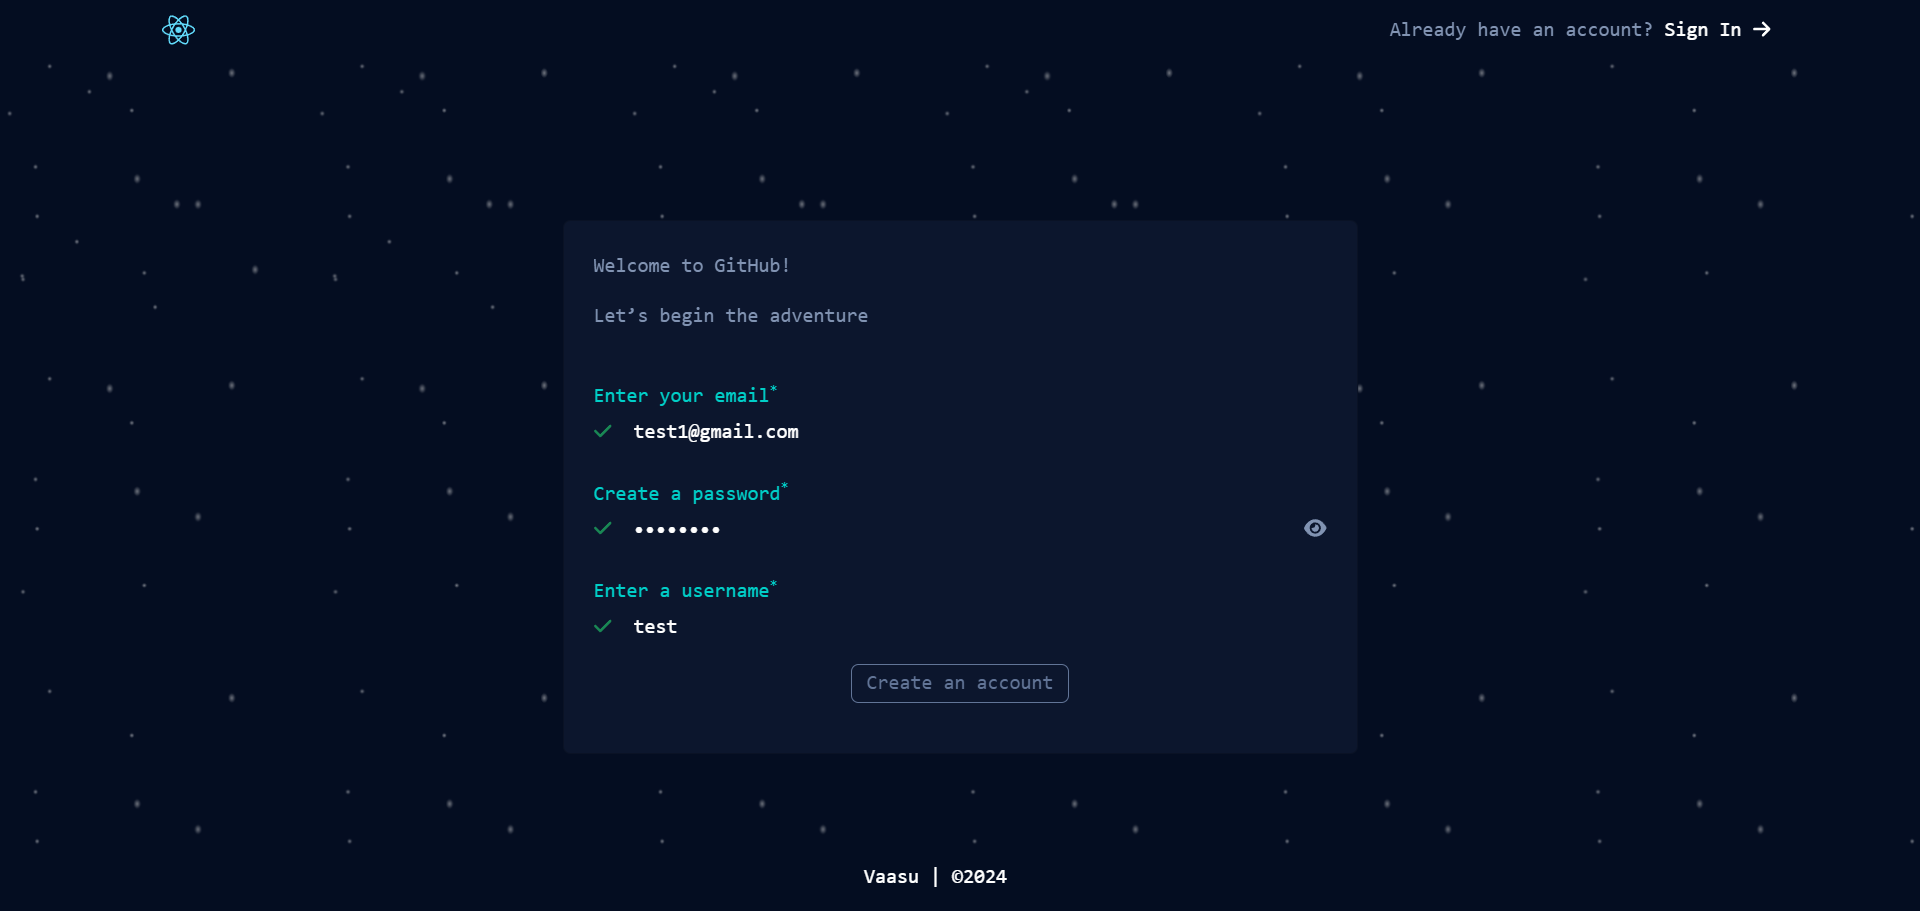 Already have an account? Sign In →
Welcome to GitHub!
Let’s begin the adventure
Enter your email*
test1@gmail.com
Create a password*
••••••••
Enter a username*
test
Create an account
Vaasu | ©2024